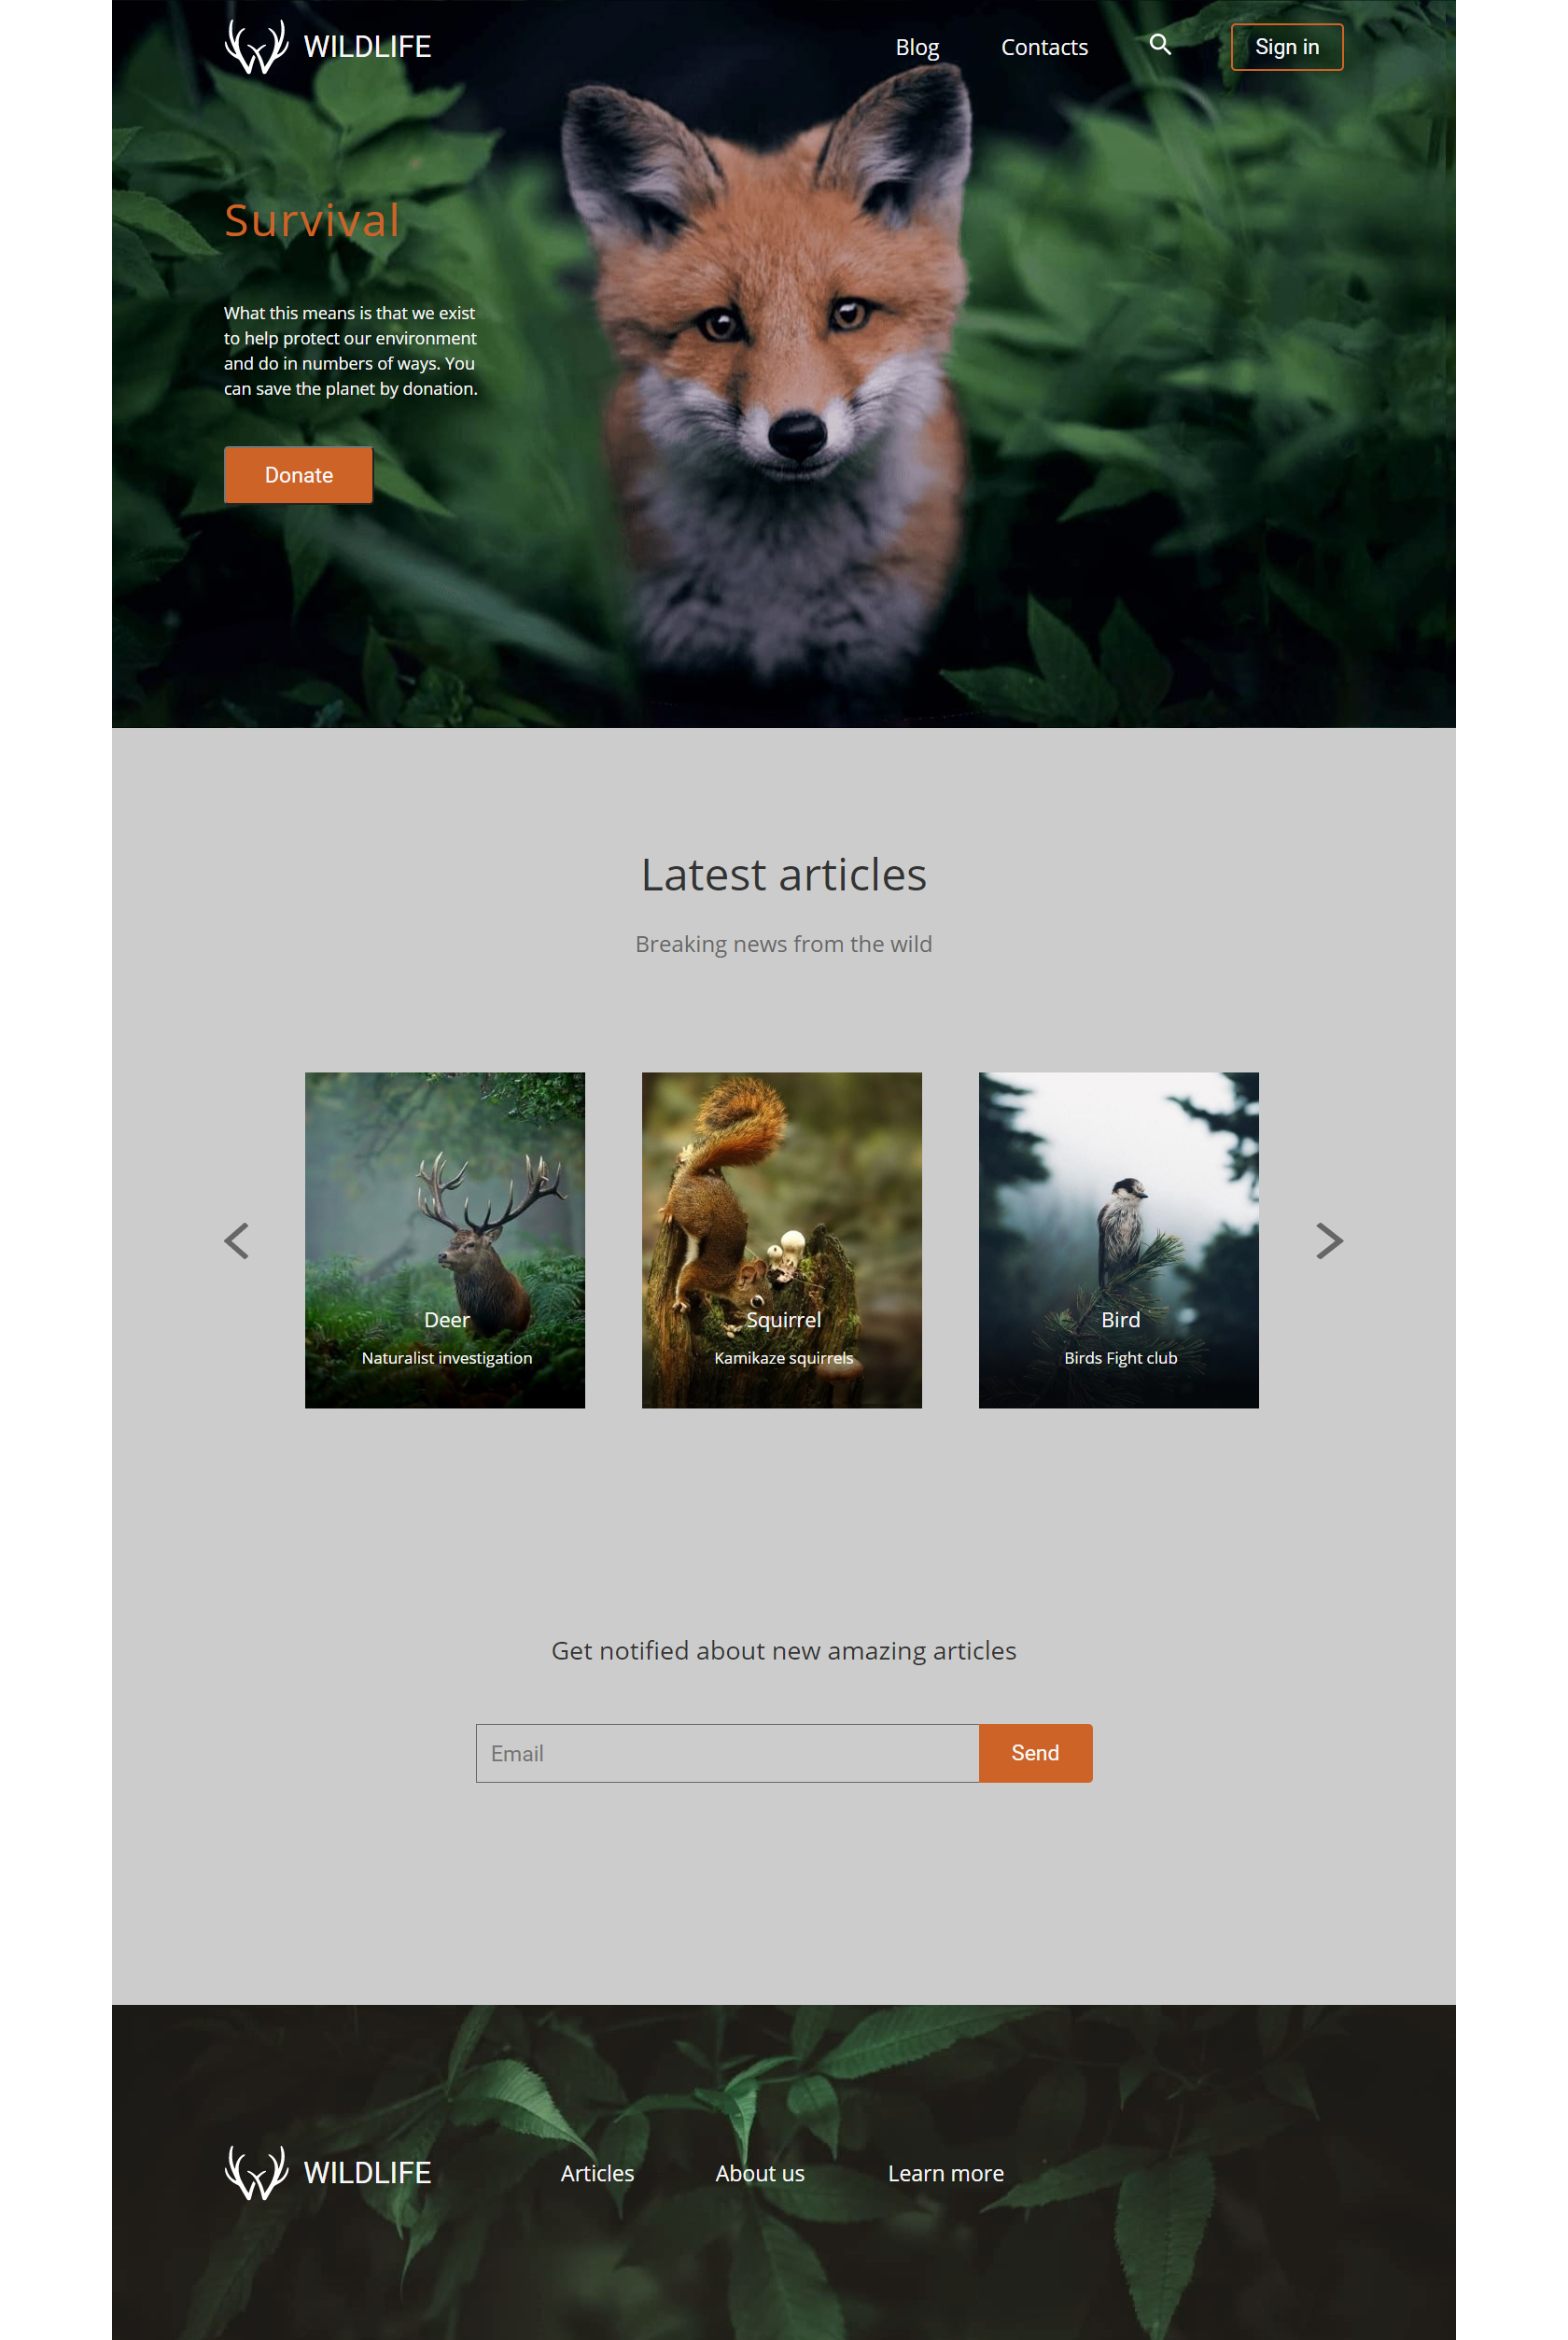 WILDLIFE
Blog
Contacts
Sign in
Survival
What this means is that we exist
to help protect our environment
and do in numbers of ways. You
can save the planet by donation.
Donate
Latest articles
Breaking news from the wild
Deer
Naturalist investigation
Squirrel
Kamikaze squirrels
Bird
Birds Fight club
Get notified about new amazing articles
Email
Send
WILDLIFE
Articles
About us
Learn more